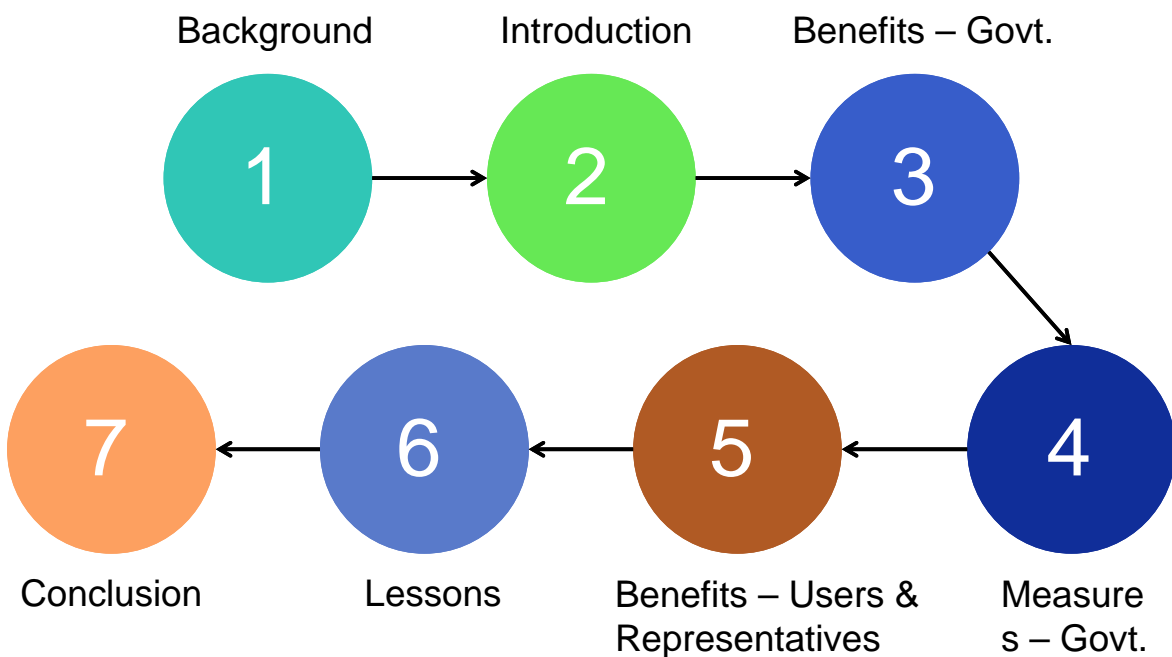 Background Introduction Benefits – Govt.
1 2 3
7 6 5 4
Conclusion Lessons Benefits – Users & Measure
Representatives s – Govt.